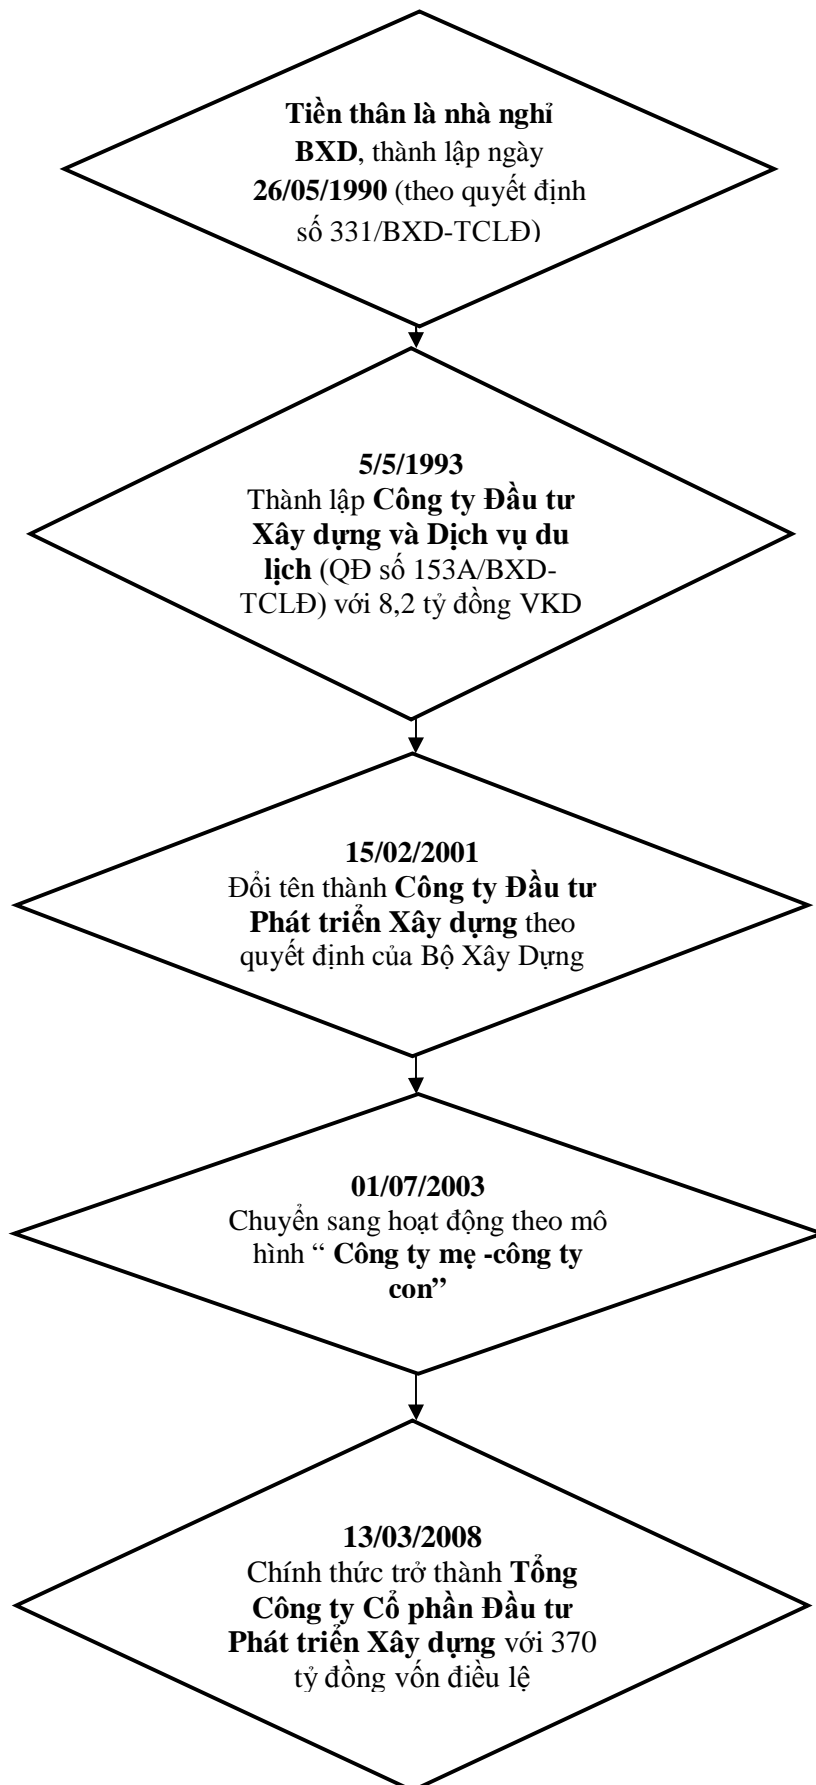 Tiền thân là nhà nghỉ
BXD, thành lập ngày
26/05/1990 (theo quyết định
số 331/BXD-TCLĐ)
5/5/1993
Thành lập Công ty Đầu tư
Xây dựng và Dịch vụ du
lịch (QĐ số 153A/BXD-
TCLĐ) với 8,2 tỷ đồng VKD
15/02/2001
Đổi tên thành Công ty Đầu tư
Phát triển Xây dựng theo
quyết định của Bộ Xây Dựng
01/07/2003
Chuyển sang hoạt động theo mô
hình “ Công ty mẹ -công ty
con”
13/03/2008
Chính thức trở thành Tổng
Công ty Cổ phần Đầu tư
Phát triển Xây dựng với 370
tỷ đồng vốn điều lệ